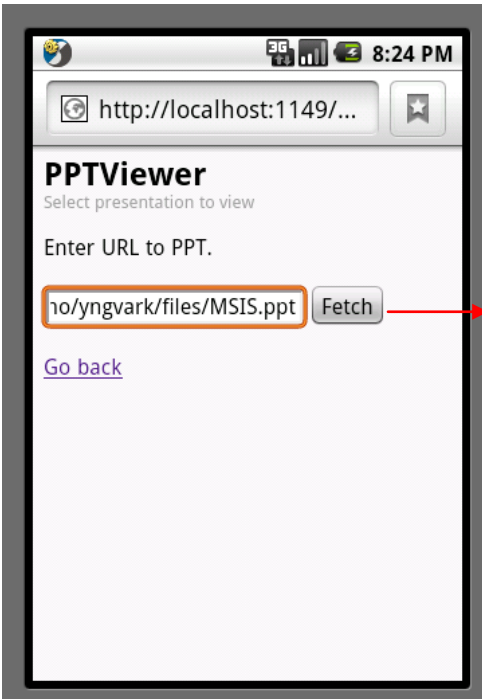 3G 8:24 PM
http://localhost:1149/...
PPTViewer
Select presentation to view
Enter URL to PPT.
no/yngvark/files/MSIS.ppt Fetch
Go back